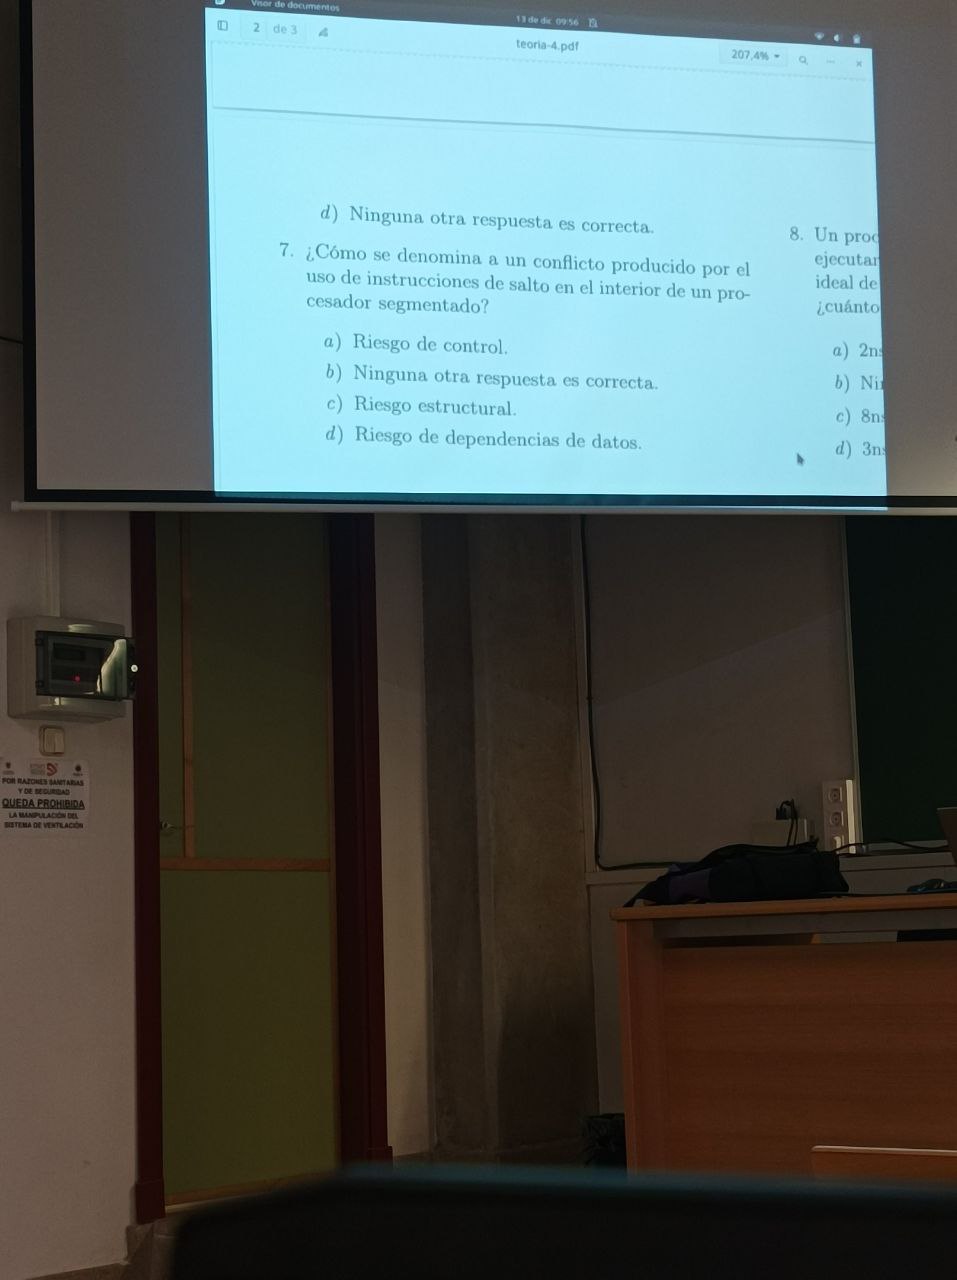 Visor de documentos
13 de dic 09:56
2 de 3
teoria-4.pdf
207,4%
d) Ninguna otra respuesta es correcta.
7. ¿Cómo se denomina a un conflicto producido por el
uso de instrucciones de salto en el interior de un pro-
cesador segmentado?
a) Riesgo de control.
b) Ninguna otra respuesta es correcta.
c) Riesgo estructural.
d) Riesgo de dependencias de datos.
8. Un proc
ejecutar
ideal de
¿cuánto
a) 2ns
b) Nin
c) 8ns
d) 3ns
POR RAZONES SANITARIAS
Y DE SEGURIDAD
QUEDA PROHIBIDA
LA MANIPULACIÓN DEL
SISTEMA DE VENTILACIÓN